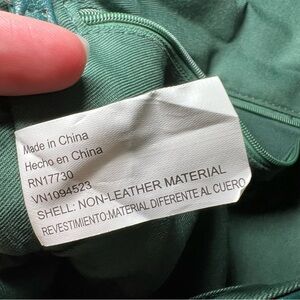 Made in China
Hecho en China
RN17730
VN1094523
SHELL: NON-LEATHER MATERIAL
REVESTIMIENTO:MATERIAL DIFERENTE AL CUERO